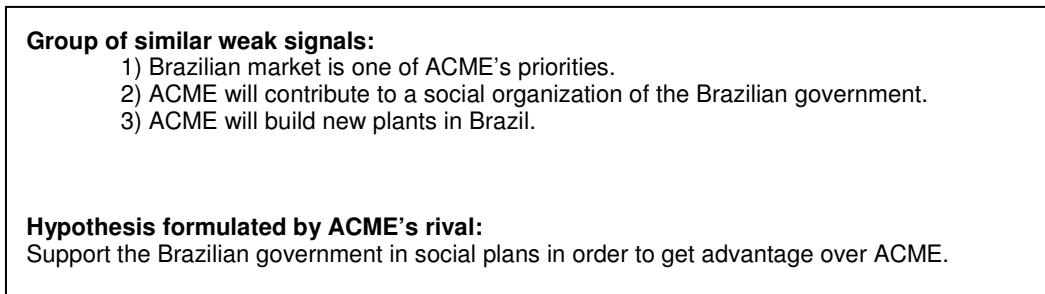 Group of similar weak signals:
1) Brazilian market is one of ACME’s priorities.
2) ACME will contribute to a social organization of the Brazilian government.
3) ACME will build new plants in Brazil.
Hypothesis formulated by ACME’s rival:
Support the Brazilian government in social plans in order to get advantage over ACME.